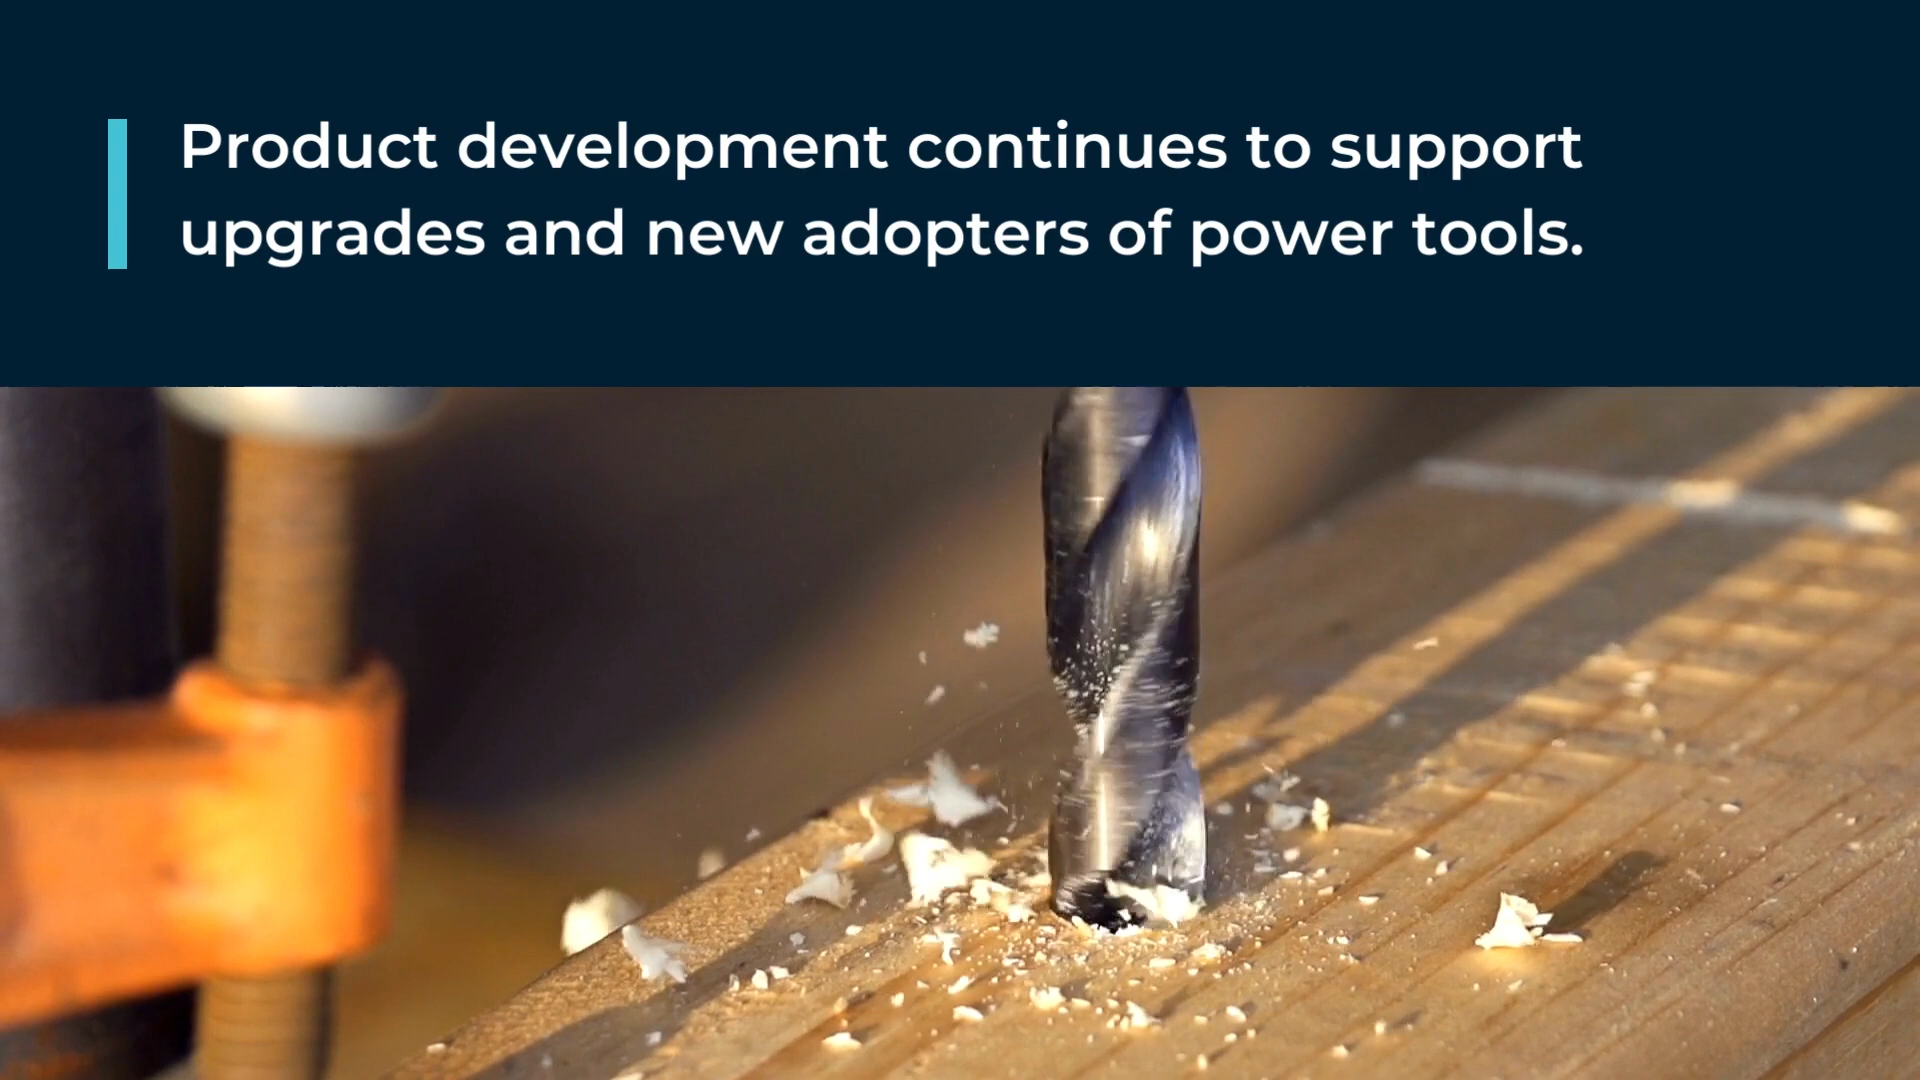 Product development continues to support
upgrades and new adopters of power tools.